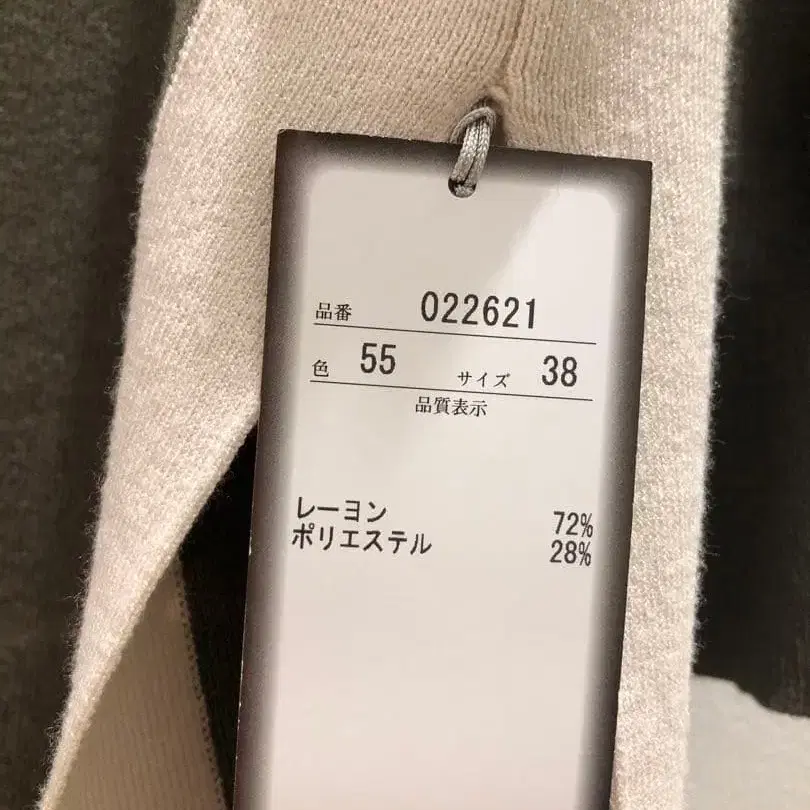 品番 022621
色 55 サイズ 38
品質表示
レーヨン 72%
ポリエステル 28%